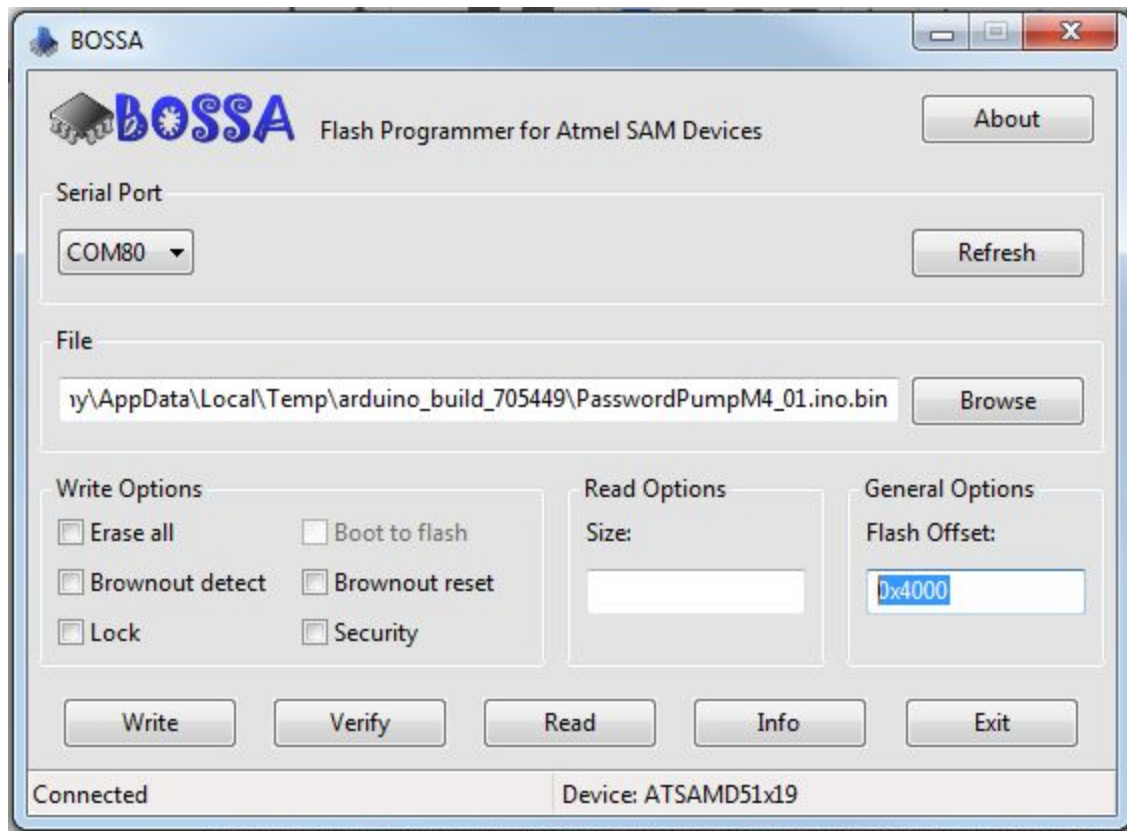 BOSSA
BOSSA Flash Programmer for Atmel SAM Devices About
Serial Port
COM80 Refresh
File
\AppData\Local\Temp\arduino_build_705449\PasswordPumpM4_01.ino.bin Browse
Write Options Read Options General Options
Erase all Boot to flash Size: Flash Offset:
Brownout detect Brownout reset 0x4000
Lock Security
Write Verify Read Info Exit
Connected Device: ATSAMD51x19